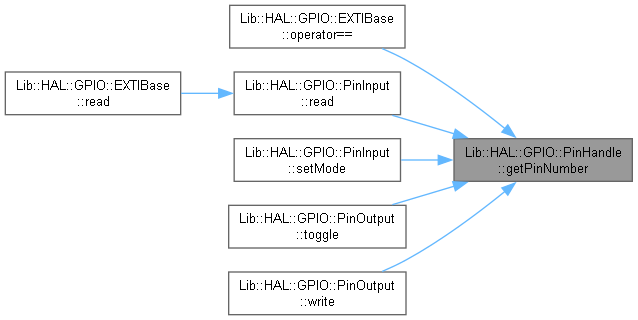 Lib::HAL::GPIO::EXTIBase
::operator==
Lib::HAL::GPIO::EXTIBase
::read
Lib::HAL::GPIO::PinInput
::read
Lib::HAL::GPIO::PinHandle
::getPinNumber
Lib::HAL::GPIO::PinInput
::setMode
Lib::HAL::GPIO::PinOutput
::toggle
Lib::HAL::GPIO::PinOutput
::write